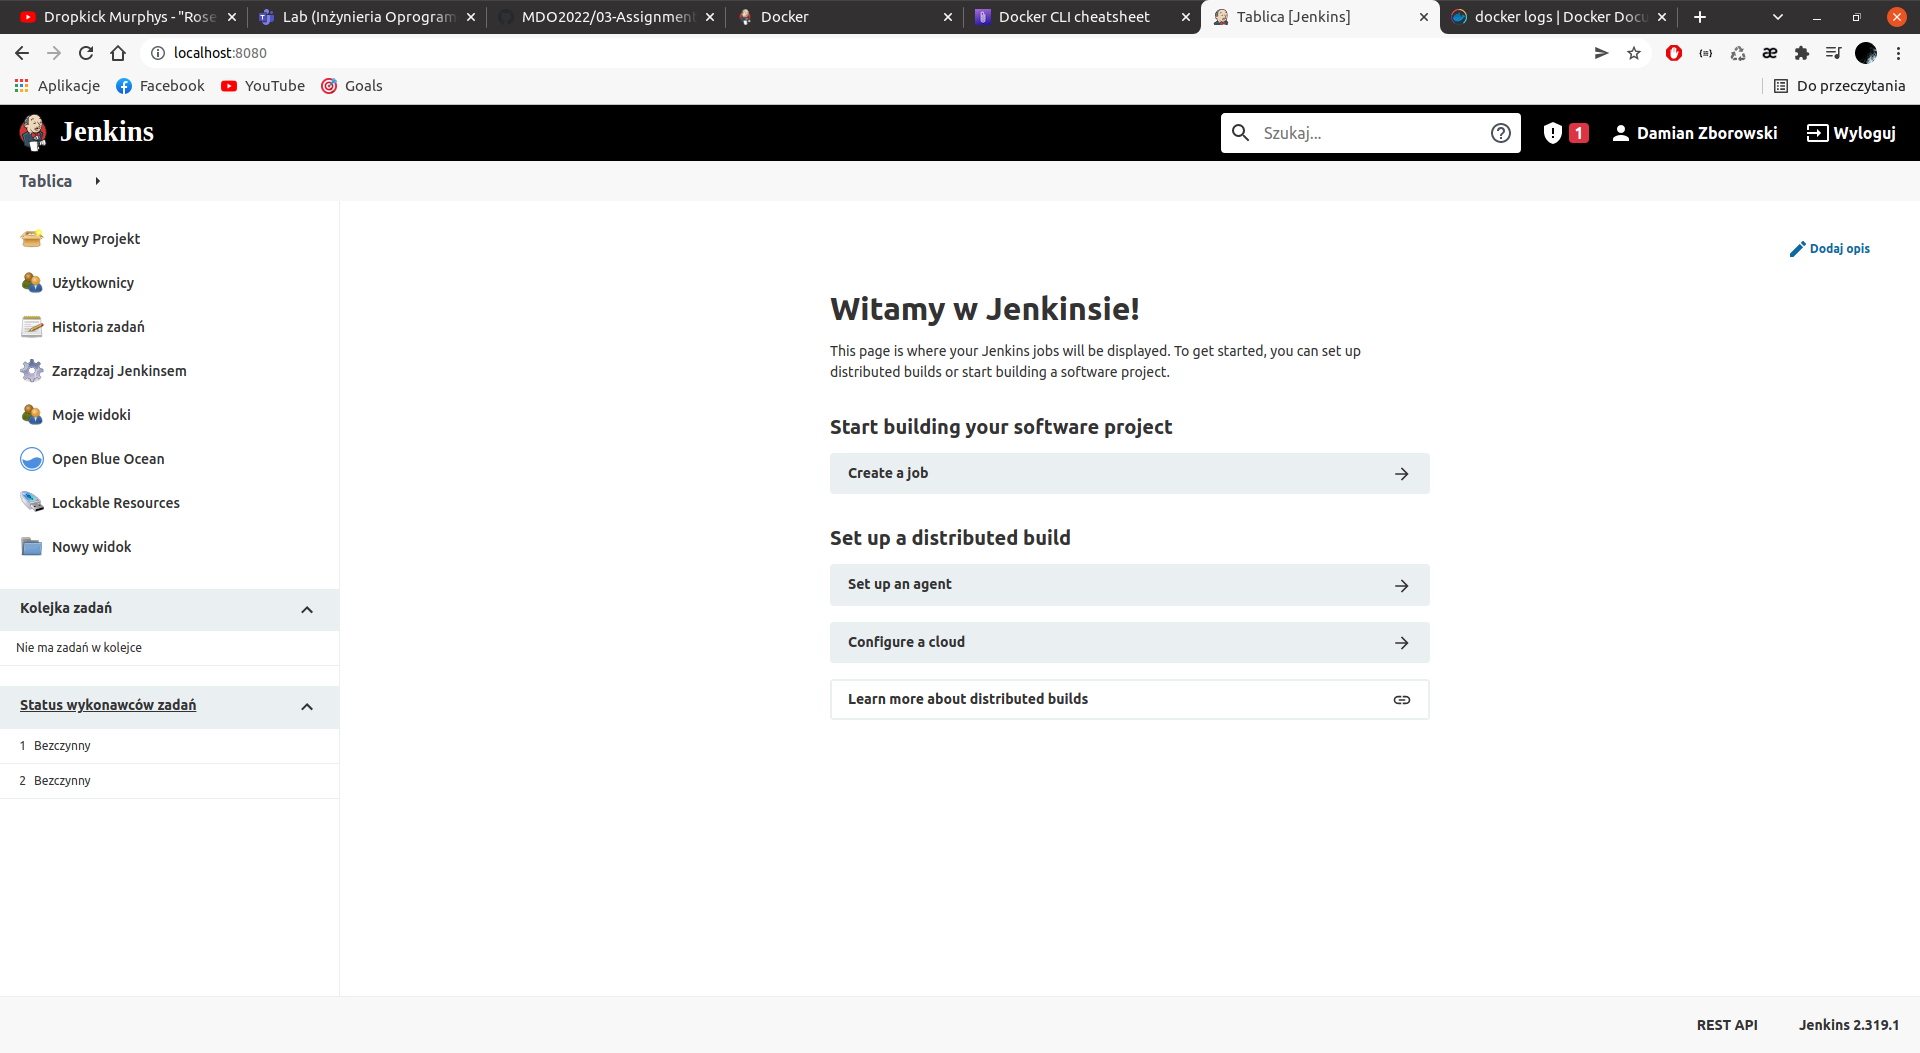 Dropkick Murphys - "Rose
Lab (Inżynieria Oprogram
MDO2022/03-Assignment
Docker
Docker CLI cheatsheet
Tablica [Jenkins]
docker logs | Docker Docu
localhost:8080
Aplikacje
Facebook
YouTube
Goals
Do przeczytania
Jenkins
Szukaj...
1
Damian Zborowski
Wyloguj
Tablica
Nowy Projekt
Użytkownicy
Historia zadań
Zarządzaj Jenkinsem
Moje widoki
Open Blue Ocean
Lockable Resources
Nowy widok
Kolejka zadań
Nie ma zadań w kolejce
Status wykonawców zadań
1 Bezczynny
2 Bezczynny
Dodaj opis
Witamy w Jenkinsie!
This page is where your Jenkins jobs will be displayed. To get started, you can set up
distributed builds or start building a software project.
Start building your software project
Create a job
Set up a distributed build
Set up an agent
Configure a cloud
Learn more about distributed builds
REST API
Jenkins 2.319.1